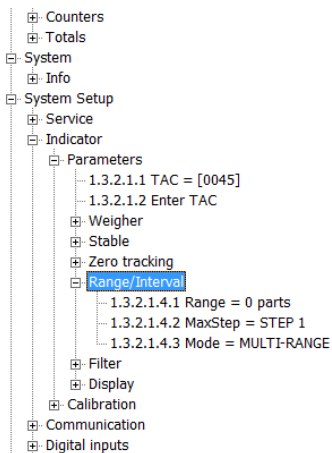 Counters
Totals
System
Info
System Setup
Service
Indicator
Parameters
1.3.2.1.1 TAC = [0045]
1.3.2.1.2 Enter TAC
Weigher
Stable
Zero tracking
Range/Interval
1.3.2.1.4.1 Range = 0 parts
1.3.2.1.4.2 MaxStep = STEP 1
1.3.2.1.4.3 Mode = MULTI-RANGE
Filter
Display
Calibration
Communication
Digital inputs